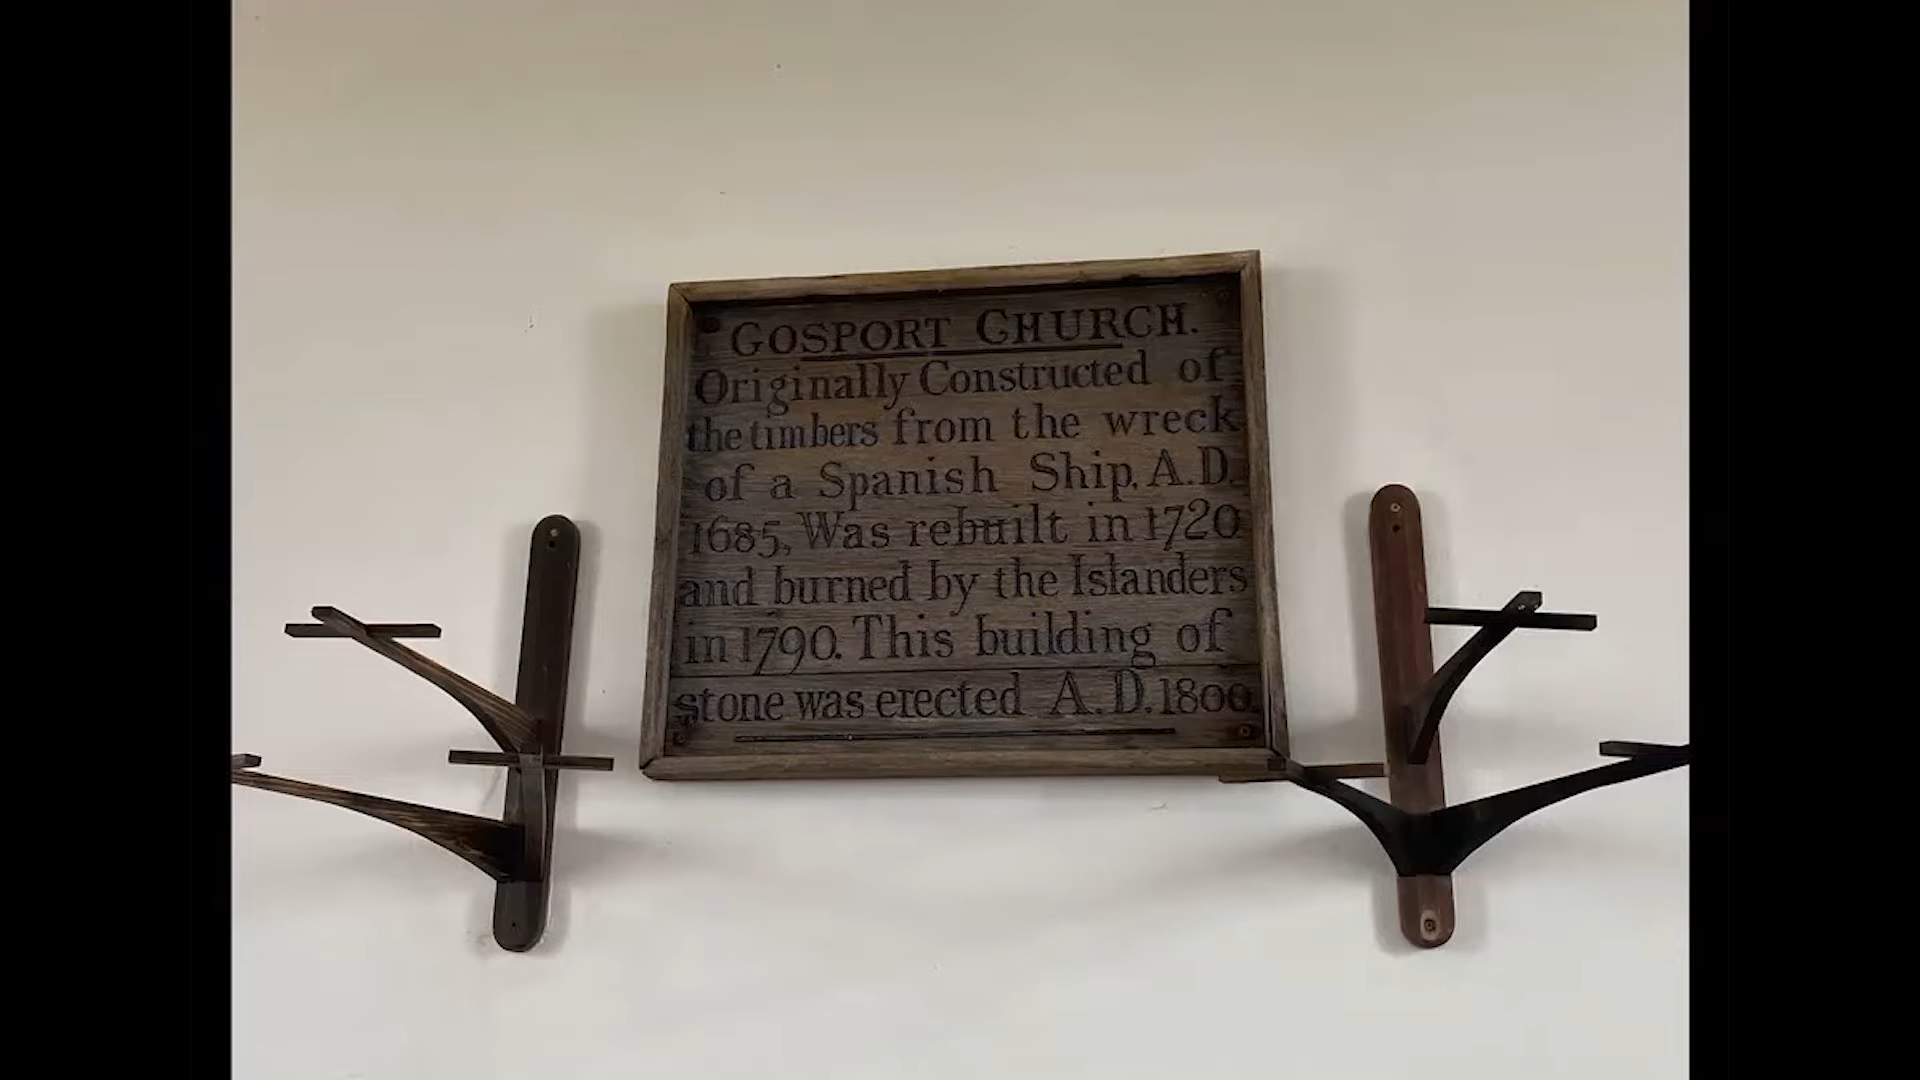 GOSPORT CHURCH.
Originally Constructed of
the timbers from the wreck
of a Spanish Ship, A.D.
1685, Was rebuilt in 1720
and burned by the Islanders
in 1790. This building of
stone was erected A.D. 1800.